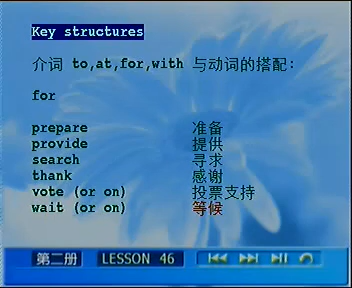 Key structures
介词 to,at,for,with 与动词的搭配:
for
prepare 准备
provide 提供
search 寻求
thank 感谢
vote (or on) 投票支持
wait (or on) 等候
第二册 LESSON 46